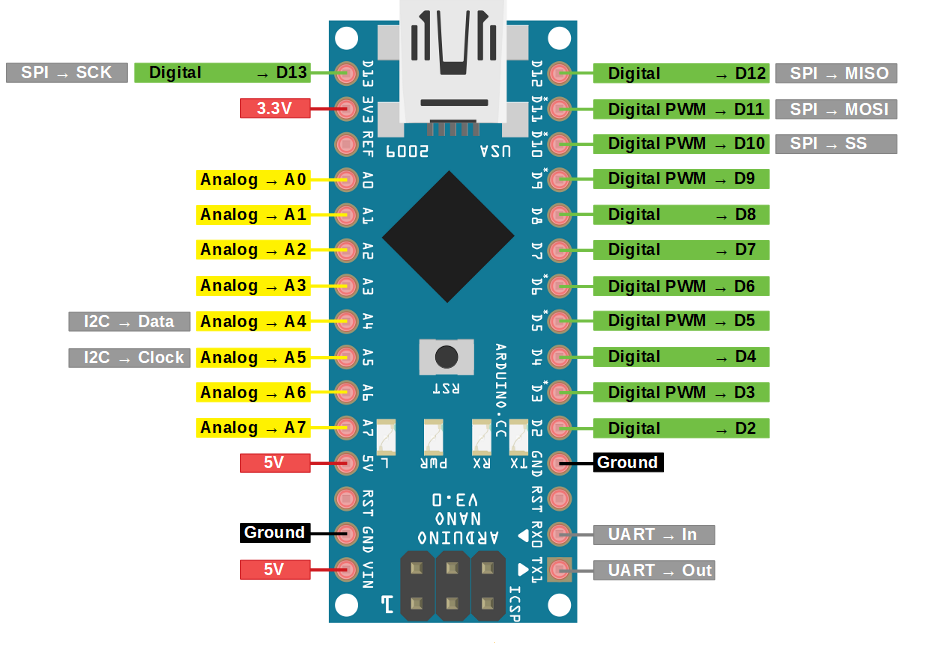 SPI → SCK
Digital → D13
3.3V
Analog → A0
Analog → A1
Analog → A2
Analog → A3
I2C → Data
Analog → A4
I2C → Clock
Analog → A5
Analog → A6
Analog → A7
5V
Ground
5V
D13
3V3
REF
A0
A1
A2
A3
A4
A5
A6
A7
5V
RST
GND
VIN
USA
2009
RST
ARDUINO.CC
L
PWR
RX
TX
ARDUINO
NANO
V3.0
1
ICSP
D12
D11*
D10*
D9*
D8
D7
D6*
D5*
D4
D3*
D2
GND
RST
RX0
TX1
Digital → D12
SPI → MISO
Digital PWM → D11
SPI → MOSI
Digital PWM → D10
SPI → SS
Digital PWM → D9
Digital → D8
Digital → D7
Digital PWM → D6
Digital PWM → D5
Digital → D4
Digital PWM → D3
Digital → D2
Ground
UART → In
UART → Out